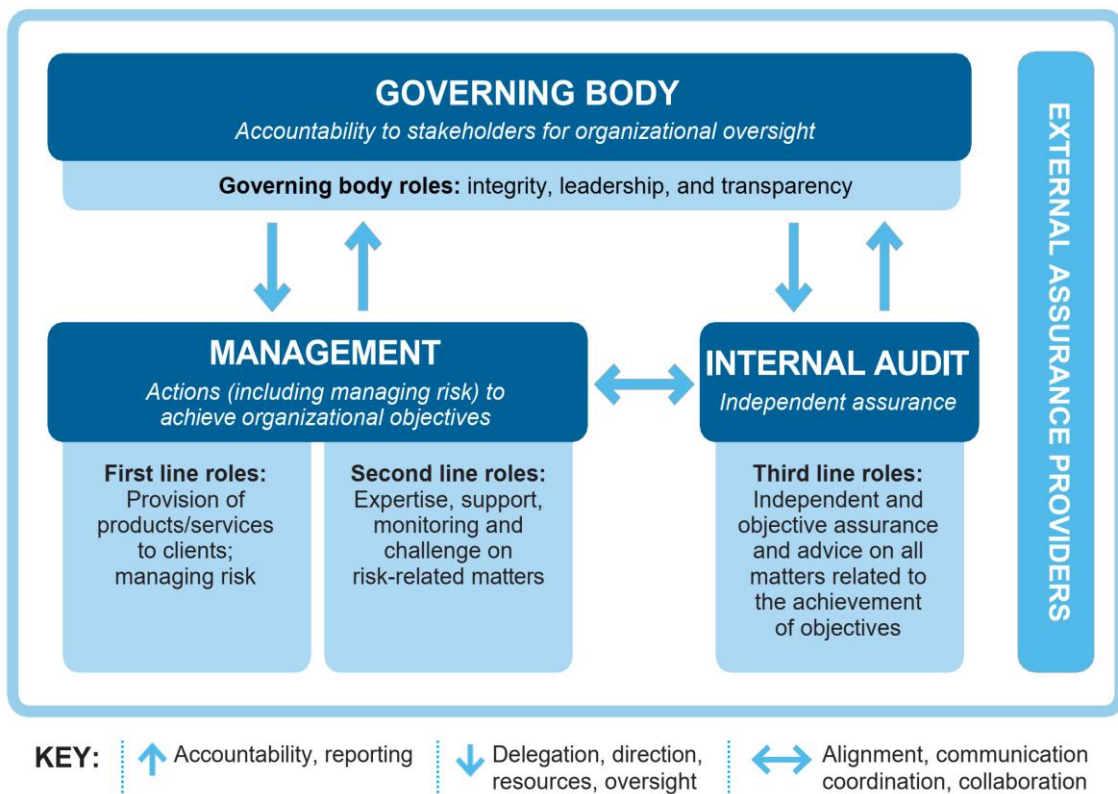 GOVERNING BODY
Accountability to stakeholders for organizational oversight
Governing body roles: integrity, leadership, and transparency
MANAGEMENT
Actions (including managing risk) to
achieve organizational objectives
INTERNAL AUDIT
Independent assurance
First line roles:
Provision of
products/services
to clients;
managing risk
Second line roles:
Expertise, support,
monitoring and
challenge on
risk-related matters
Third line roles:
Independent and
objective assurance
and advice on all
matters related to
the achievement
of objectives
EXTERNAL ASSURANCE PROVIDERS
KEY:
Accountability, reporting
Delegation, direction,
resources, oversight
Alignment, communication
coordination, collaboration